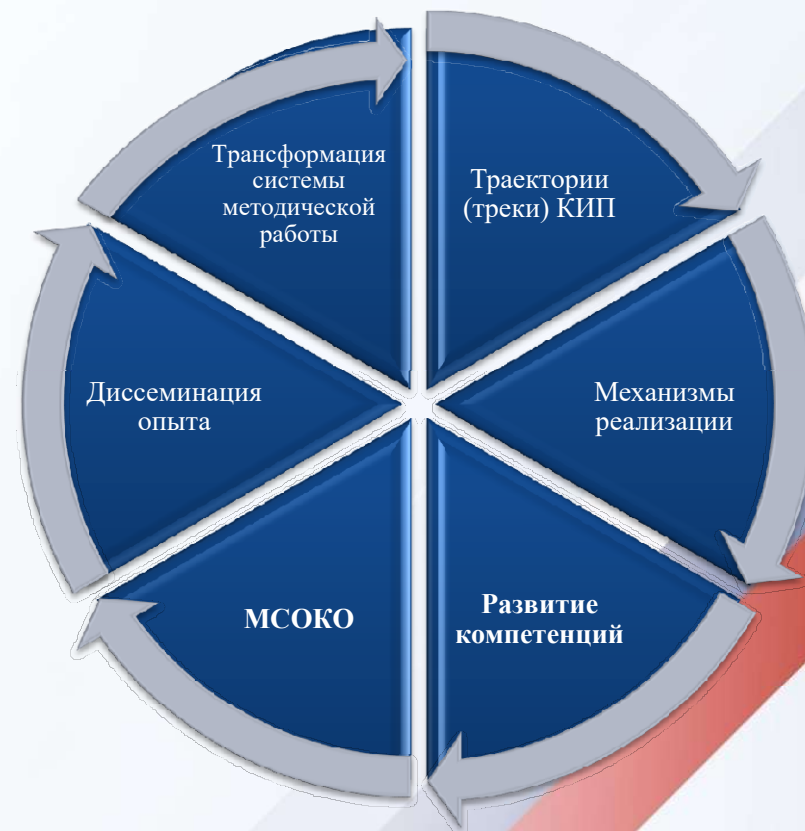 Трансформация
системы
методической
работы
Траектории
(треки) КИП
Механизмы
реализации
Развитие
компетенций
МСОКО
Диссеминация
опыта